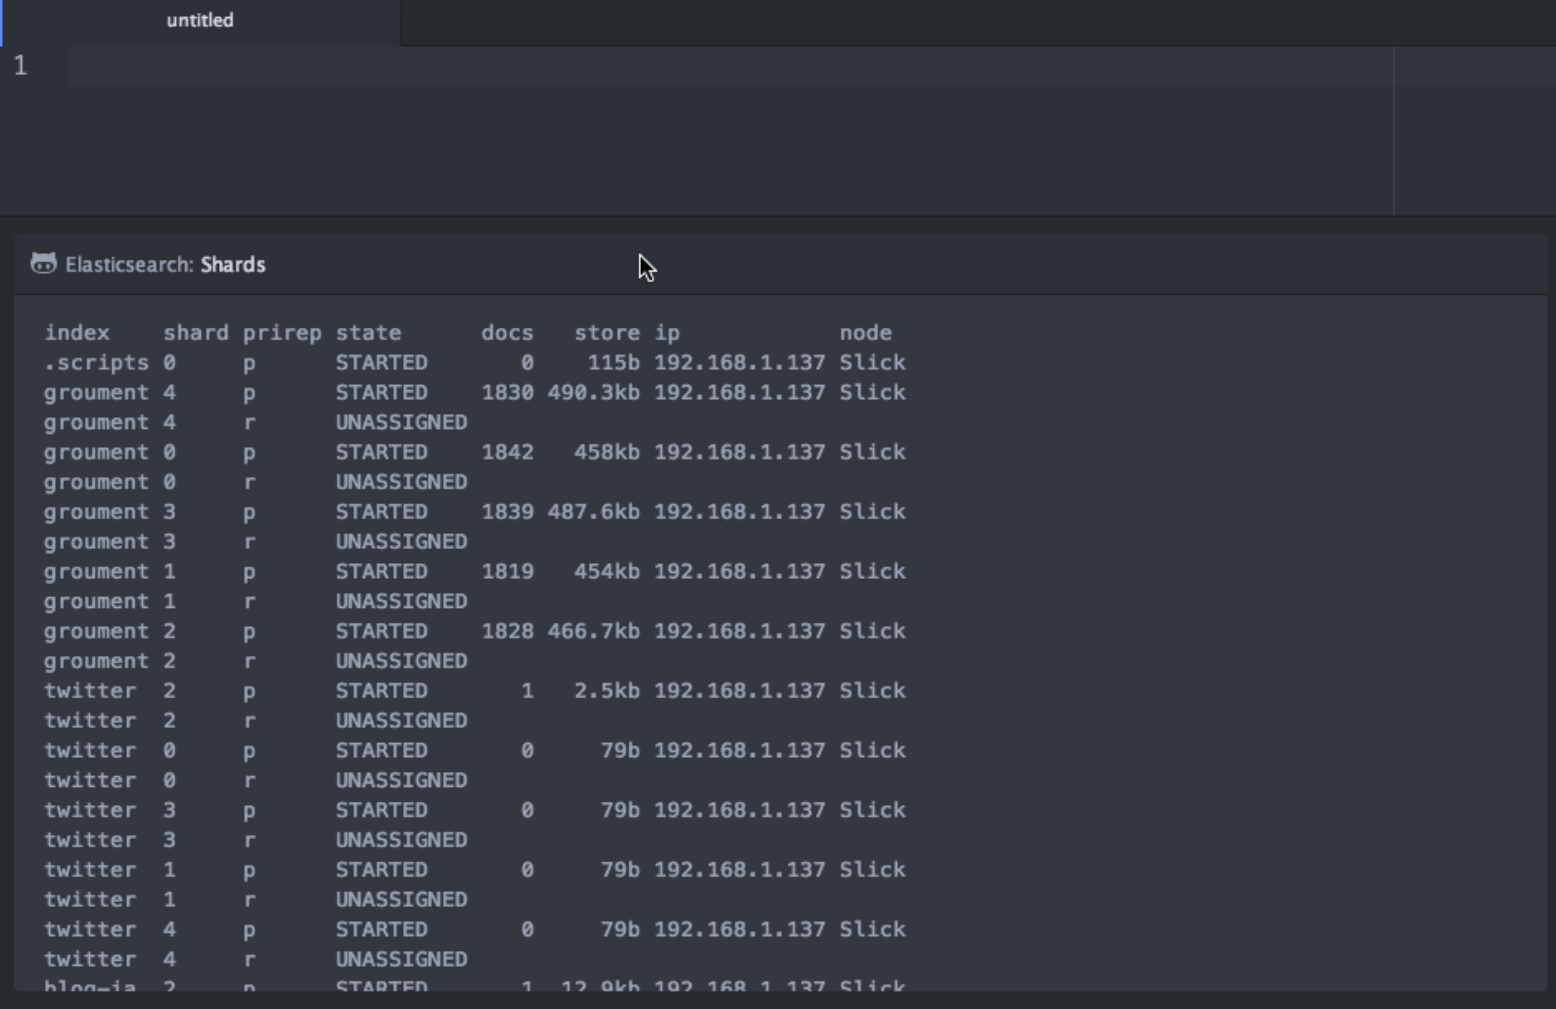 untitled
1
Elasticsearch: Shards
index    shard prirep state      docs   store ip            node
.scripts 0     p      STARTED       0    115b 192.168.1.137 Slick
groument 4     p      STARTED    1830 490.3kb 192.168.1.137 Slick
groument 4     r      UNASSIGNED
groument 0     p      STARTED    1842   458kb 192.168.1.137 Slick
groument 0     r      UNASSIGNED
groument 3     p      STARTED    1839 487.6kb 192.168.1.137 Slick
groument 3     r      UNASSIGNED
groument 1     p      STARTED    1819   454kb 192.168.1.137 Slick
groument 1     r      UNASSIGNED
groument 2     p      STARTED    1828 466.7kb 192.168.1.137 Slick
groument 2     r      UNASSIGNED
twitter  2     p      STARTED       1   2.5kb 192.168.1.137 Slick
twitter  2     r      UNASSIGNED
twitter  0     p      STARTED       0     79b 192.168.1.137 Slick
twitter  0     r      UNASSIGNED
twitter  3     p      STARTED       0     79b 192.168.1.137 Slick
twitter  3     r      UNASSIGNED
twitter  1     p      STARTED       0     79b 192.168.1.137 Slick
twitter  1     r      UNASSIGNED
twitter  4     p      STARTED       0     79b 192.168.1.137 Slick
twitter  4     r      UNASSIGNED
blog-ja  2     p      STARTED       1  12.9kb 192.168.1.137 Slick